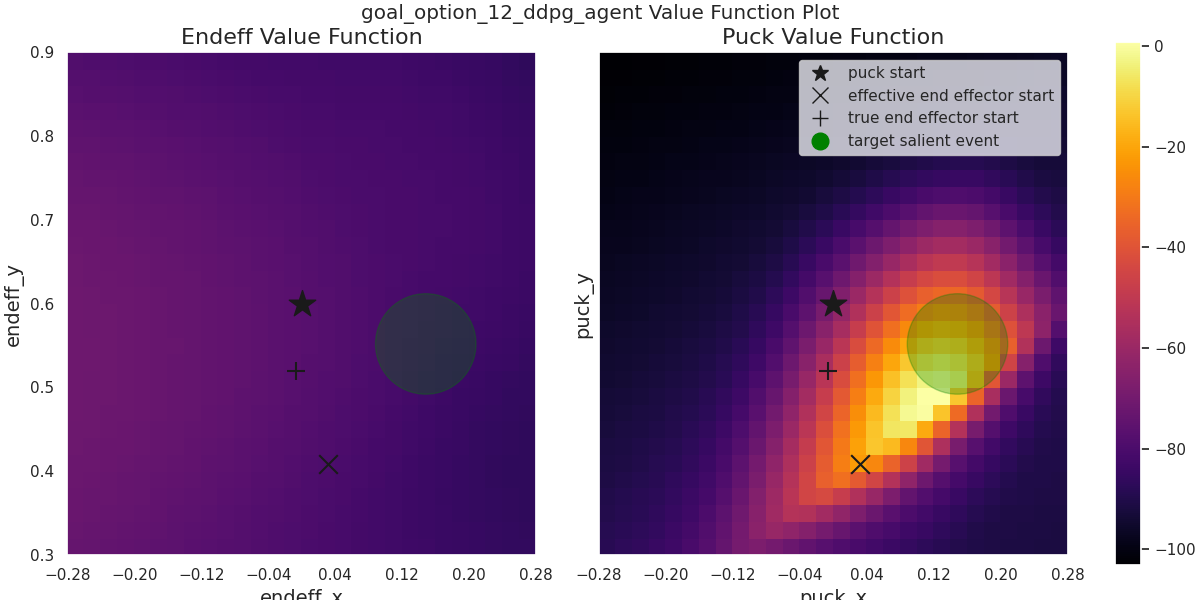 goal_option_12_ddpg_agent Value Function Plot
Endeff Value Function
Puck Value Function
0.9
0.8
0.7
0.6
0.5
0.4
0.3
endeff_y
−0.28 −0.20 −0.12 −0.04 0.04 0.12 0.20 0.28
endeff_x
puck_y
puck start
effective end effector start
true end effector start
target salient event
−0.28 −0.20 −0.12 −0.04 0.04 0.12 0.20 0.28
puck_x
0
−20
−40
−60
−80
−100